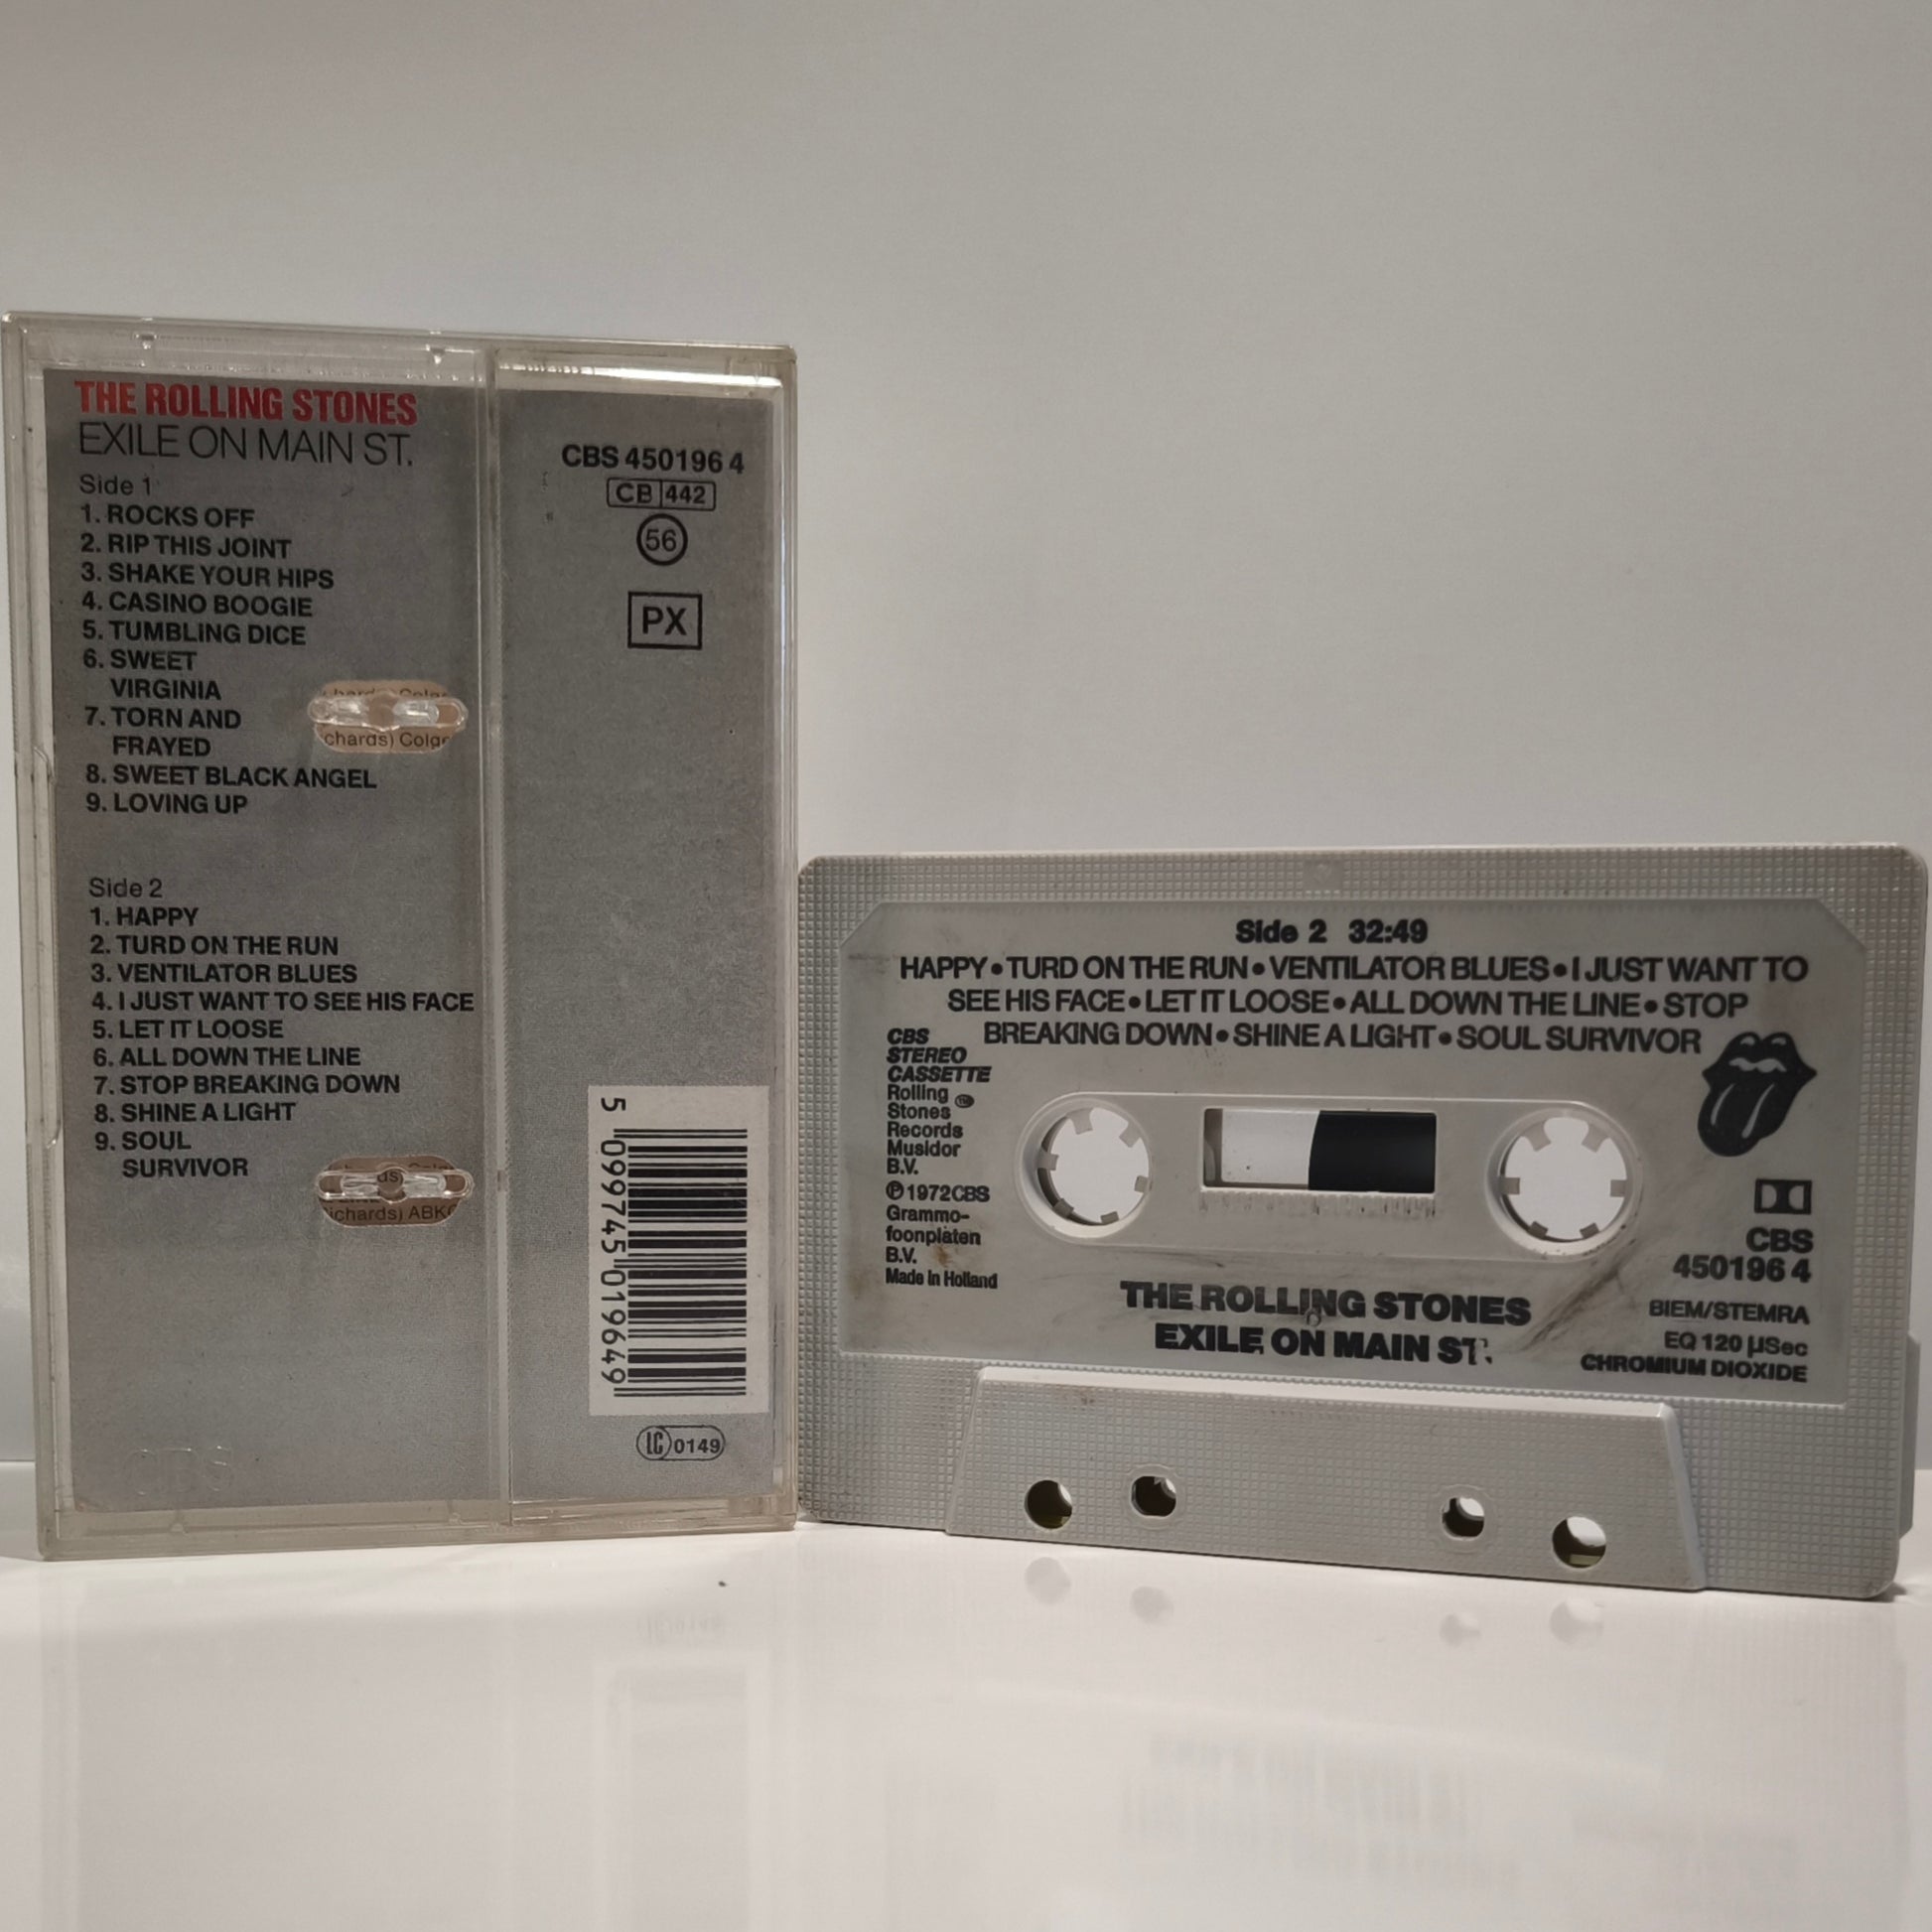 THE ROLLING STONES
EXILE ON MAIN ST.
Side 1
1. ROCKS OFF
2. RIP THIS JOINT
3. SHAKE YOUR HIPS
4. CASINO BOOGIE
5. TUMBLING DICE
6. SWEET
VIRGINIA
7. TORN AND
FRAYED
8. SWEET BLACK ANGEL
9. LOVING UP
Side 2
1. HAPPY
2. TURD ON THE RUN
3. VENTILATOR BLUES
4. I JUST WANT TO SEE HIS FACE
5. LET IT LOOSE
6. ALL DOWN THE LINE
7. STOP BREAKING DOWN
8. SHINE A LIGHT
9. SOUL
SURVIVOR
chards) Colgr
ichards) ABKC
CBS 450196 4
CB 442
56
PX
5 099745 019649
LC 0149
Side 2 32:49
HAPPY • TURD ON THE RUN • VENTILATOR BLUES • I JUST WANT TO
SEE HIS FACE • LET IT LOOSE • ALL DOWN THE LINE • STOP
BREAKING DOWN • SHINE A LIGHT • SOUL SURVIVOR
CBS
STEREO
CASSETTE
Rolling
Stones
Records
Musidor
B.V.
℗ 1972 CBS
Grammo-
foonplaten
B.V.
Made in Holland
THE ROLLING STONES
EXILE ON MAIN ST.
CBS
450196 4
BIEM/STEMRA
EQ 120 µSec
CHROMIUM DIOXIDE